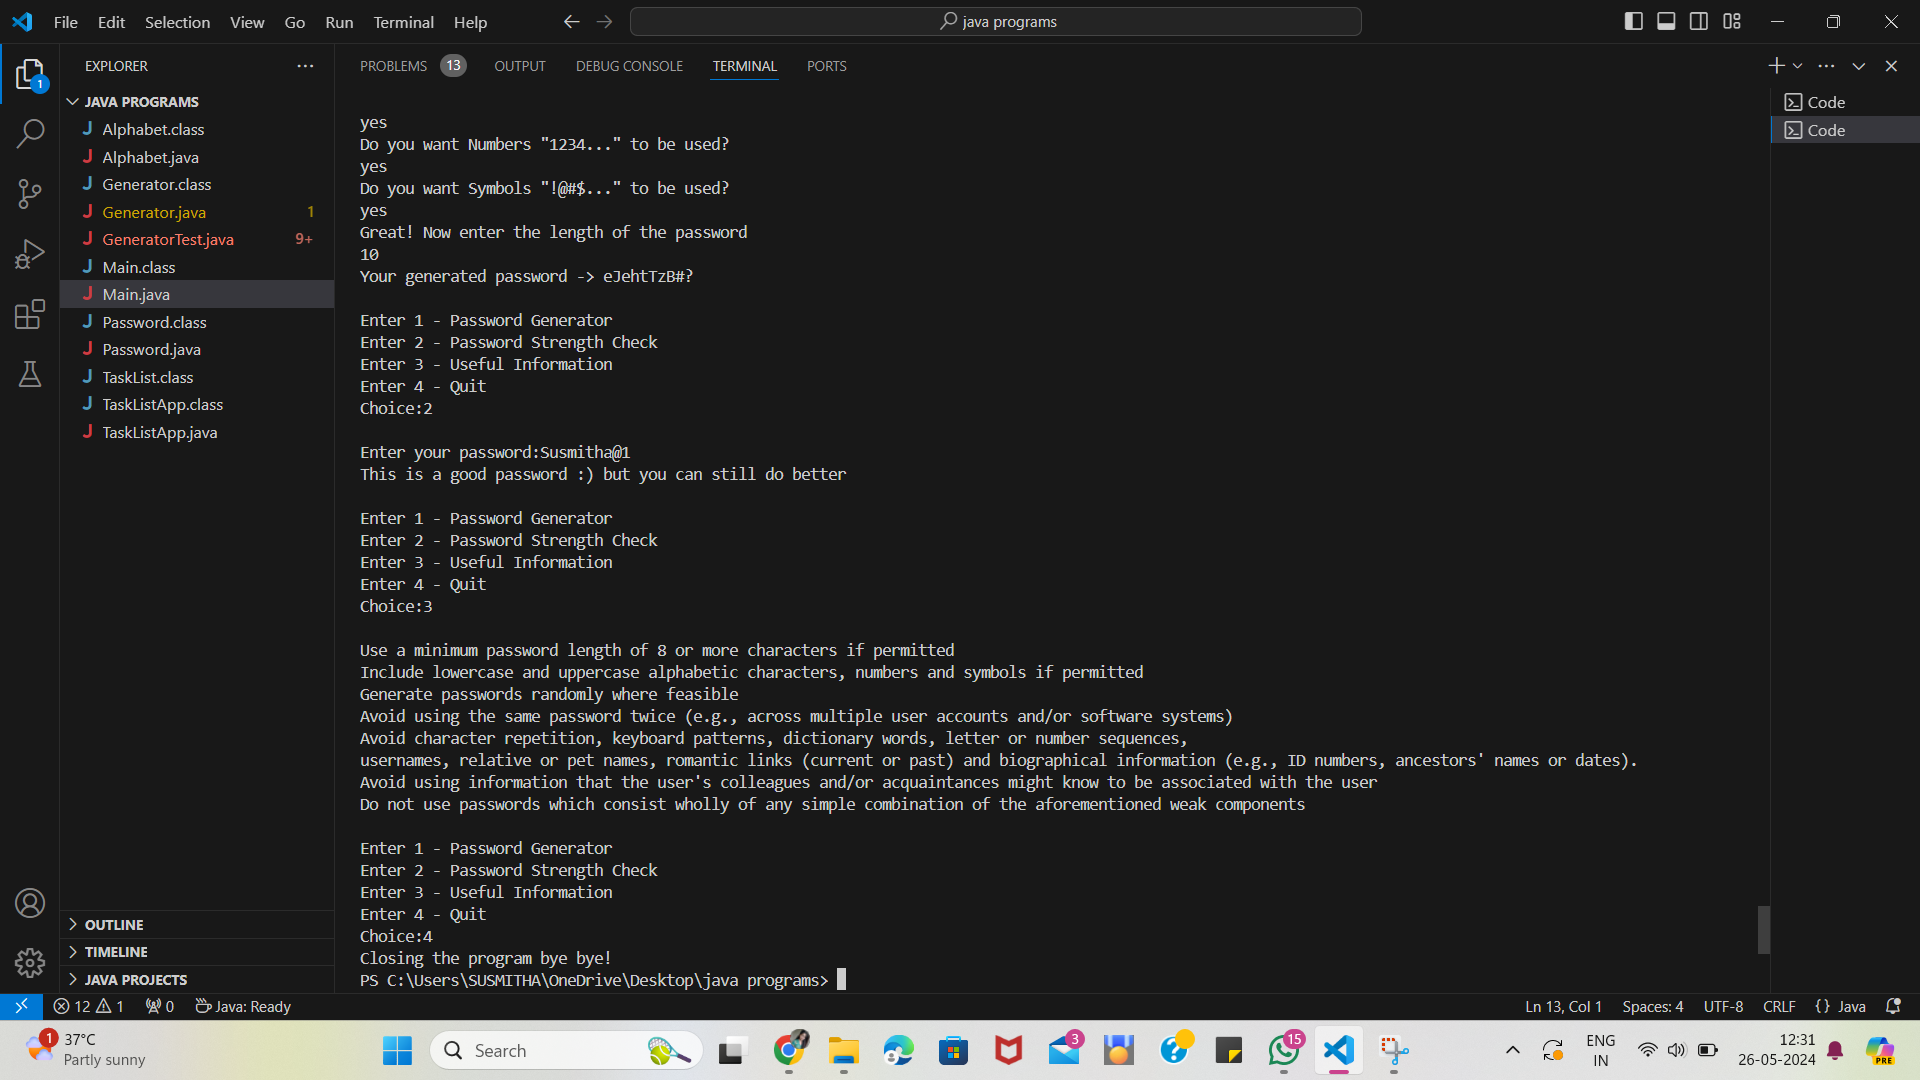 File Edit Selection View Go Run Terminal Help
java programs
EXPLORER
PROBLEMS 13 OUTPUT DEBUG CONSOLE TERMINAL PORTS
1
JAVA PROGRAMS
J Alphabet.class
J Alphabet.java
J Generator.class
J Generator.java 1
J GeneratorTest.java 9+
J Main.class
J Main.java
J Password.class
J Password.java
J TaskList.class
J TaskListApp.class
J TaskListApp.java
OUTLINE
TIMELINE
JAVA PROJECTS
yes
Do you want Numbers "1234..." to be used?
yes
Do you want Symbols "!@#$..." to be used?
yes
Great! Now enter the length of the password
10
Your generated password -> eJehtTzB#?
Enter 1 - Password Generator
Enter 2 - Password Strength Check
Enter 3 - Useful Information
Enter 4 - Quit
Choice:2
Enter your password:Susmitha@1
This is a good password :) but you can still do better
Enter 1 - Password Generator
Enter 2 - Password Strength Check
Enter 3 - Useful Information
Enter 4 - Quit
Choice:3
Use a minimum password length of 8 or more characters if permitted
Include lowercase and uppercase alphabetic characters, numbers and symbols if permitted
Generate passwords randomly where feasible
Avoid using the same password twice (e.g., across multiple user accounts and/or software systems)
Avoid character repetition, keyboard patterns, dictionary words, letter or number sequences,
usernames, relative or pet names, romantic links (current or past) and biographical information (e.g., ID numbers, ancestors' names or dates).
Avoid using information that the user's colleagues and/or acquaintances might know to be associated with the user
Do not use passwords which consist wholly of any simple combination of the aforementioned weak components
Enter 1 - Password Generator
Enter 2 - Password Strength Check
Enter 3 - Useful Information
Enter 4 - Quit
Choice:4
Closing the program bye bye!
PS C:\Users\SUSMITHA\OneDrive\Desktop\java programs>
Code
Code
12 1 0 Java: Ready
Ln 13, Col 1 Spaces: 4 UTF-8 CRLF {} Java
1 37°C
Partly sunny
Search
3
15
ENG
IN
12:31
26-05-2024
PRE